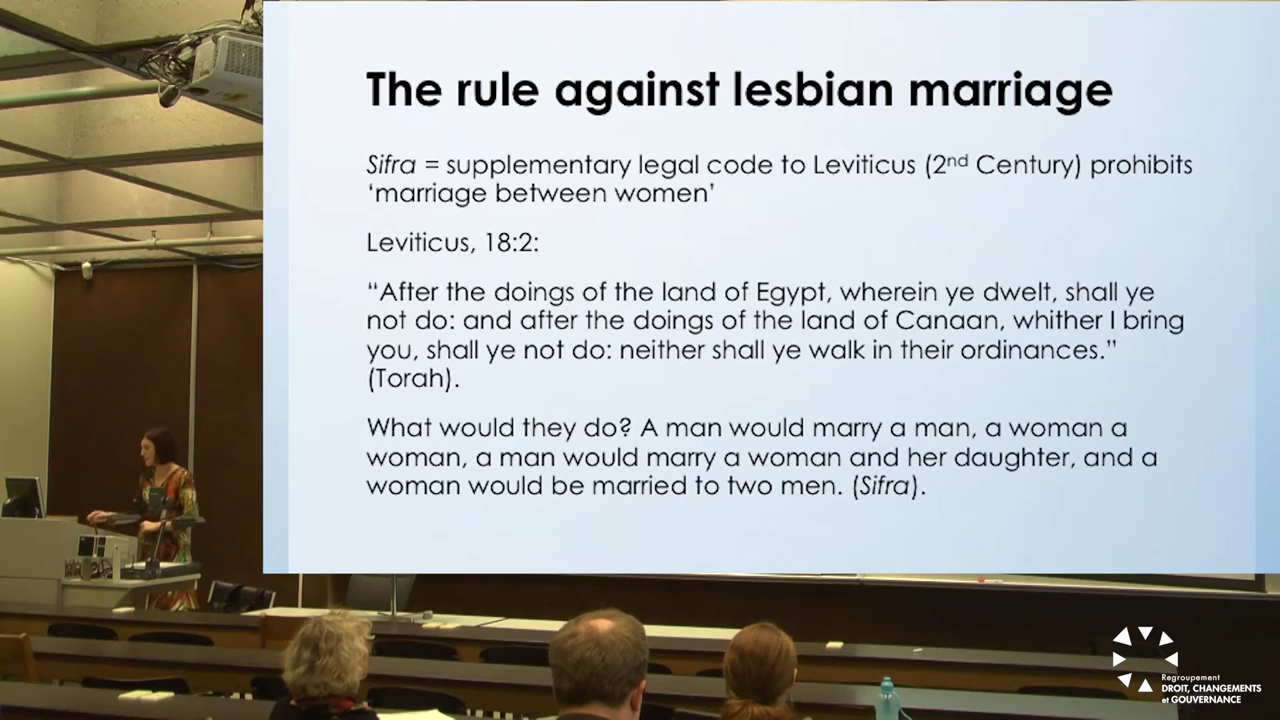 The rule against lesbian marriage
Sifra = supplementary legal code to Leviticus (2nd Century) prohibits
‘marriage between women’
Leviticus, 18:2:
“After the doings of the land of Egypt, wherein ye dwelt, shall ye
not do: and after the doings of the land of Canaan, whither I bring
you, shall ye not do: neither shall ye walk in their ordinances.”
(Torah).
What would they do? A man would marry a man, a woman a
woman, a man would marry a woman and her daughter, and a
woman would be married to two men. (Sifra).
Regroupement
DROIT, CHANGEMENTS
et GOUVERNANCE